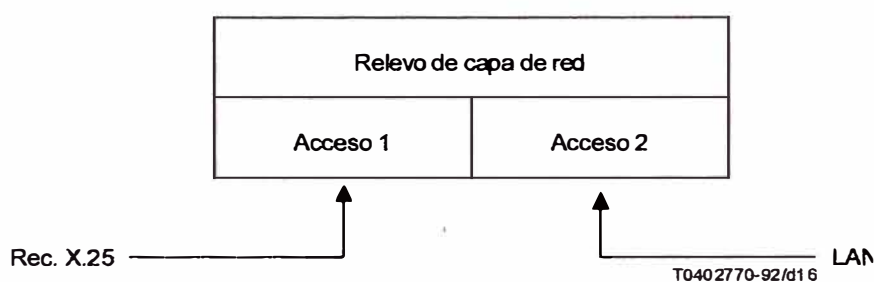 Relevo de capa de red
Acceso 1
Acceso 2
Rec. X.25
LAN
T0402770-92/d16